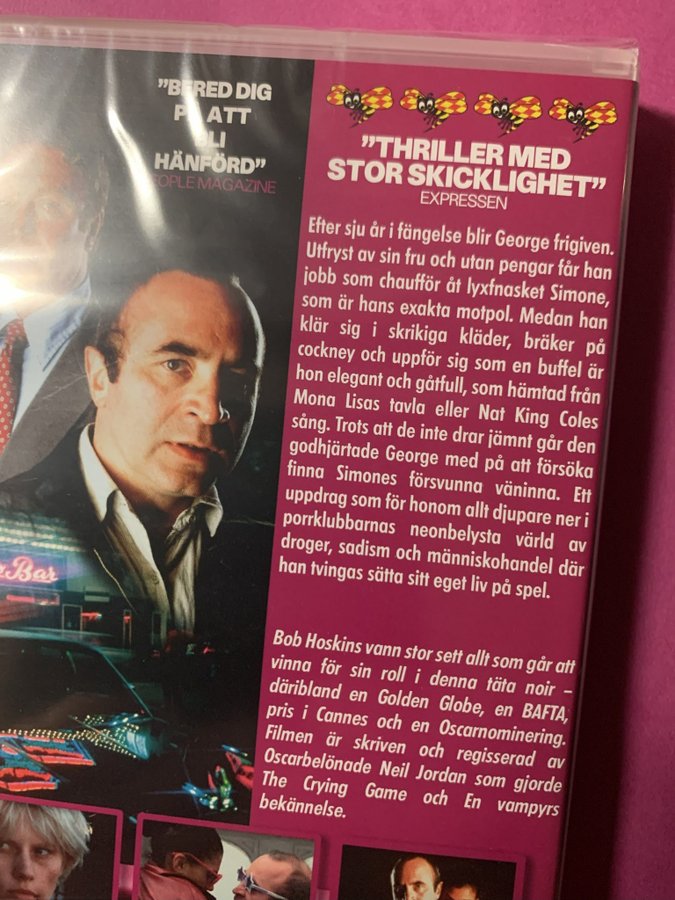 "BERED DIG
PÅ ATT
BLI
HÄNFÖRD"
PEOPLE MAGAZINE
"THRILLER MED
STOR SKICKLIGHET"
EXPRESSEN
Efter sju år i fängelse blir George frigiven.
Utfryst av sin fru och utan pengar får han
jobb som chaufför åt lyxfnasket Simone,
som är hans exakta motpol. Medan han
klär sig i skrikiga kläder, bräker på
cockney och uppför sig som en buffel är
hon elegant och gåtfull, som hämtad från
Mona Lisas tavla eller Nat King Coles
sång. Trots att de inte drar jämnt går den
godhjärtade George med på att försöka
finna Simones försvunna väninna. Ett
uppdrag som för honom allt djupare ner i
porrklubbarnas neonbelysta värld av
droger, sadism och människohandel där
han tvingas sätta sitt eget liv på spel.
Bob Hoskins vann stor sett allt som går att
vinna för sin roll i denna täta noir –
däribland en Golden Globe, en BAFTA,
pris i Cannes och en Oscarnominering.
Filmen är skriven och regisserad av
Oscarbelönade Neil Jordan som gjorde
The Crying Game och En vampyrs
bekännelse.
Bar